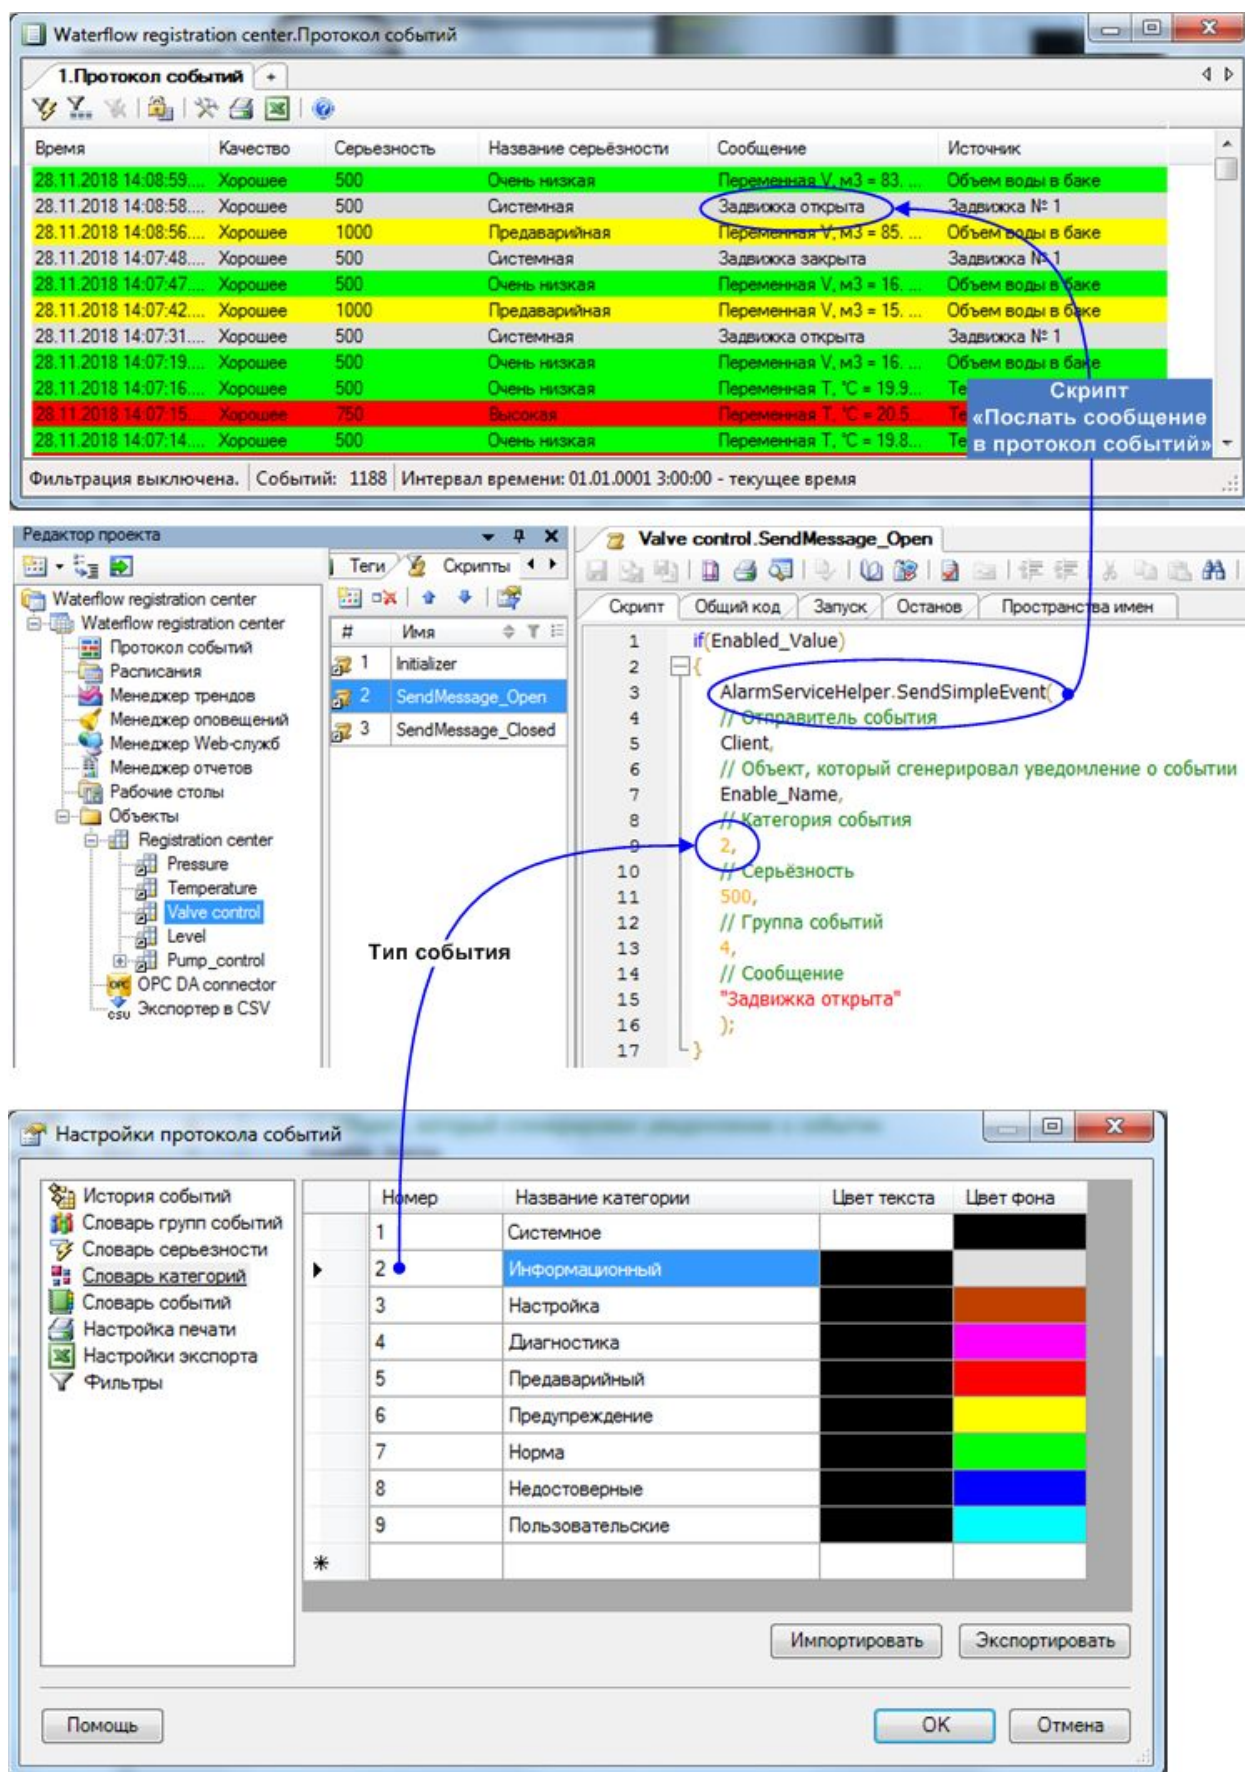 Waterflow registration center.Протокол событий
1.Протокол событий +
Время Качество Серьезность Название серьёзности Сообщение Источник
28.11.2018 14:08:59.... Хорошее 500 Очень низкая Переменная V, м3 = 83. ... Объем воды в баке
28.11.2018 14:08:58.... Хорошее 500 Системная Задвижка открыта Задвижка № 1
28.11.2018 14:08:56.... Хорошее 1000 Предаварийная Переменная V, м3 = 85. ... Объем воды в баке
28.11.2018 14:07:48.... Хорошее 500 Системная Задвижка закрыта Задвижка № 1
28.11.2018 14:07:47.... Хорошее 500 Очень низкая Переменная V, м3 = 16. ... Объем воды в баке
28.11.2018 14:07:42.... Хорошее 1000 Предаварийная Переменная V, м3 = 15. ... Объем воды в баке
28.11.2018 14:07:31.... Хорошее 500 Системная Задвижка открыта Задвижка № 1
28.11.2018 14:07:19.... Хорошее 500 Очень низкая Переменная V, м3 = 16. ... Объем воды в баке
28.11.2018 14:07:16.... Хорошее 500 Очень низкая Переменная T, °C = 19.9... Те
28.11.2018 14:07:15.... Хорошее 750 Высокая Переменная T, °C = 20.5... Те
28.11.2018 14:07:14.... Хорошее 500 Очень низкая Переменная T, °C = 19.8... Те
Скрипт
«Послать сообщение
в протокол событий»
Фильтрация выключена. Событий: 1188 Интервал времени: 01.01.0001 3:00:00 - текущее время
Редактор проекта
Waterflow registration center
Waterflow registration center
Протокол событий
Расписания
Менеджер трендов
Менеджер оповещений
Менеджер Web-служб
Менеджер отчетов
Рабочие столы
Объекты
Registration center
Pressure
Temperature
Valve control
Level
Pump_control
OPC DA connector
CSV Экспортер в CSV
Теги Скрипты
# Имя
1 Initializer
2 SendMessage_Open
3 SendMessage_Closed
Valve control.SendMessage_Open
Скрипт Общий код Запуск Останов Пространства имен
1 if(Enabled_Value)
2 {
3 AlarmServiceHelper.SendSimpleEvent(
4 // Отправитель события
5 Client,
6 // Объект, который сгенерировал уведомление о событии
7 Enable_Name,
8 // Категория события
9 2,
10 // Серьёзность
11 500,
12 // Группа событий
13 4,
14 // Сообщение
15 "Задвижка открыта"
16 );
17 }
Тип события
Настройки протокола событий
История событий
Словарь групп событий
Словарь серьезности
Словарь категорий
Словарь событий
Настройка печати
Настройки экспорта
Фильтры
Номер Название категории Цвет текста Цвет фона
1 Системное
2 Информационный
3 Настройка
4 Диагностика
5 Предаварийный
6 Предупреждение
7 Норма
8 Недостоверные
9 Пользовательские
Импортировать Экспортировать
Помощь OK Отмена